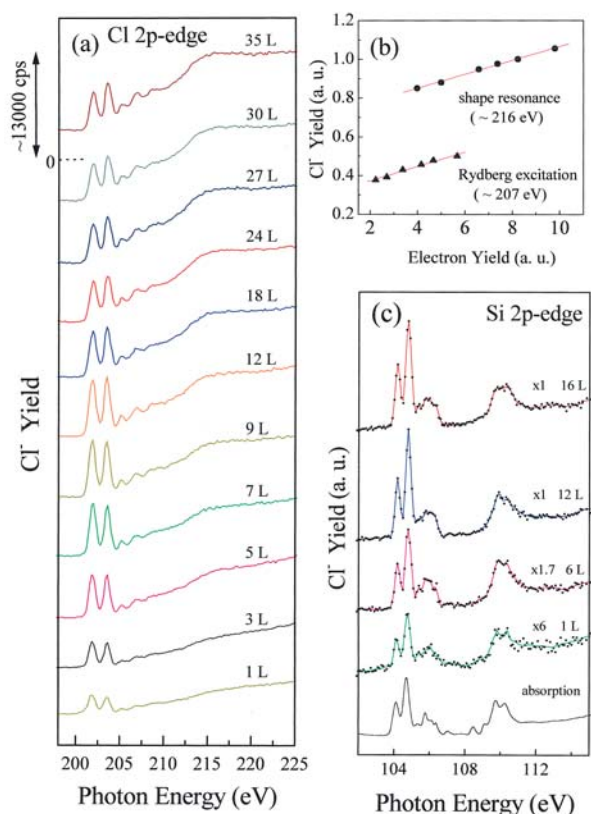 (a) Cl 2p-edge
35 L
30 L
27 L
24 L
18 L
12 L
9 L
7 L
5 L
3 L
1 L
~13000 cps
0
Cl⁻ Yield
200 205 210 215 220 225
Photon Energy (eV)
(b)
1.2
1.0
0.8
0.6
0.4
0.2
Cl⁻ Yield (a. u.)
shape resonance
(~ 216 eV)
Rydberg excitation
(~ 207 eV)
2 4 6 8 10
Electron Yield (a. u.)
(c) Si 2p-edge
x1 16 L
x1 12 L
x1.7 6 L
x6 1 L
absorption
Cl⁻ Yield (a. u.)
104 108 112
Photon Energy (eV)